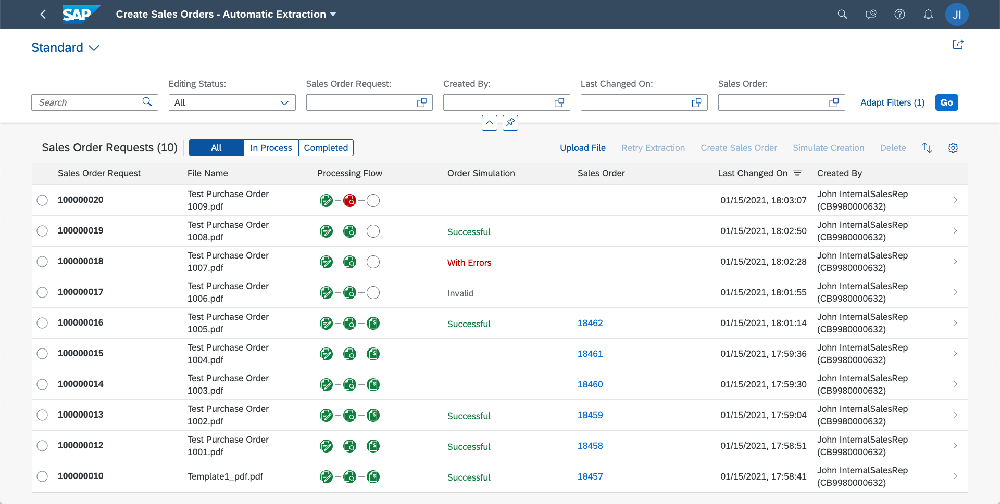 SAP Create Sales Orders - Automatic Extraction JI
Standard
Editing Status: Sales Order Request: Created By: Last Changed On: Sales Order:
Search All Adapt Filters (1) Go
Sales Order Requests (10) All In Process Completed Upload File Retry Extraction Create Sales Order Simulate Creation Delete
Sales Order Request File Name Processing Flow Order Simulation Sales Order Last Changed On Created By
100000020 Test Purchase Order 1009.pdf 01/15/2021, 18:03:07 John InternalSalesRep (CB9980000632)
100000019 Test Purchase Order 1008.pdf Successful 01/15/2021, 18:02:50 John InternalSalesRep (CB9980000632)
100000018 Test Purchase Order 1007.pdf With Errors 01/15/2021, 18:02:28 John InternalSalesRep (CB9980000632)
100000017 Test Purchase Order 1006.pdf Invalid 01/15/2021, 18:01:55 John InternalSalesRep (CB9980000632)
100000016 Test Purchase Order 1005.pdf Successful 18462 01/15/2021, 18:01:14 John InternalSalesRep (CB9980000632)
100000015 Test Purchase Order 1004.pdf 18461 01/15/2021, 17:59:36 John InternalSalesRep (CB9980000632)
100000014 Test Purchase Order 1003.pdf 18460 01/15/2021, 17:59:30 John InternalSalesRep (CB9980000632)
100000013 Test Purchase Order 1002.pdf Successful 18459 01/15/2021, 17:59:04 John InternalSalesRep (CB9980000632)
100000012 Test Purchase Order 1001.pdf Successful 18458 01/15/2021, 17:58:51 John InternalSalesRep (CB9980000632)
100000010 Template1_pdf.pdf Successful 18457 01/15/2021, 17:58:41 John InternalSalesRep (CB9980000632)